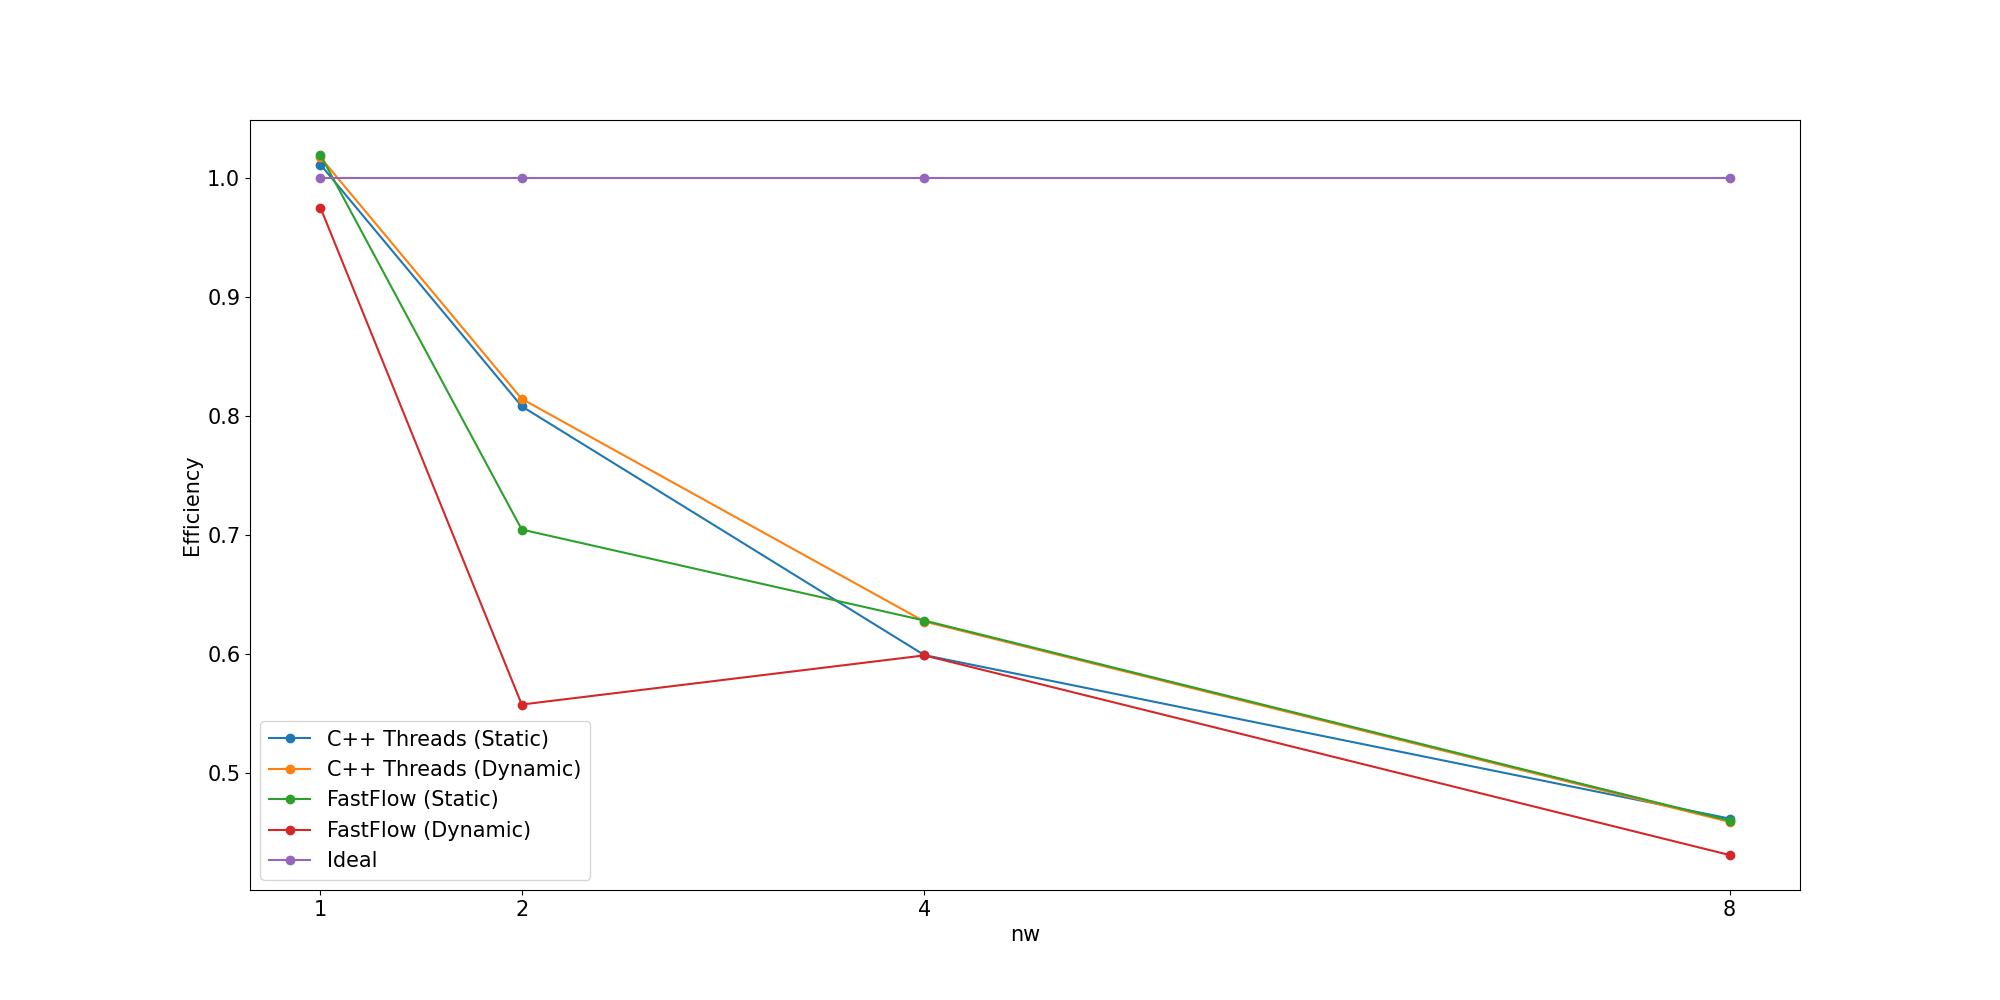 1.0
0.9
0.8
0.7
0.6
0.5
Efficiency
C++ Threads (Static)
C++ Threads (Dynamic)
FastFlow (Static)
FastFlow (Dynamic)
Ideal
1 2 4 8
nw